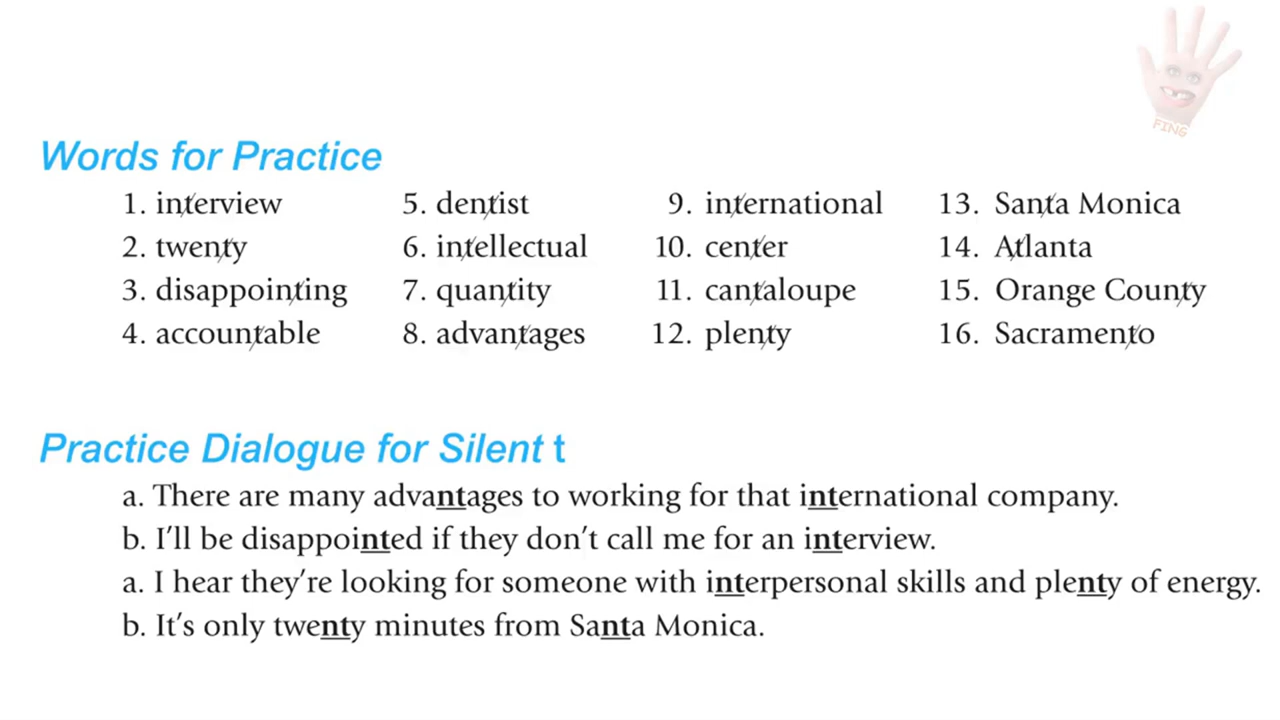 FING
Words for Practice
1. interview 5. dentist 9. international 13. Santa Monica
2. twenty 6. intellectual 10. center 14. Atlanta
3. disappointing 7. quantity 11. cantaloupe 15. Orange County
4. accountable 8. advantages 12. plenty 16. Sacramento
Practice Dialogue for Silent t
a. There are many advantages to working for that international company.
b. I’ll be disappointed if they don’t call me for an interview.
a. I hear they’re looking for someone with interpersonal skills and plenty of energy.
b. It’s only twenty minutes from Santa Monica.